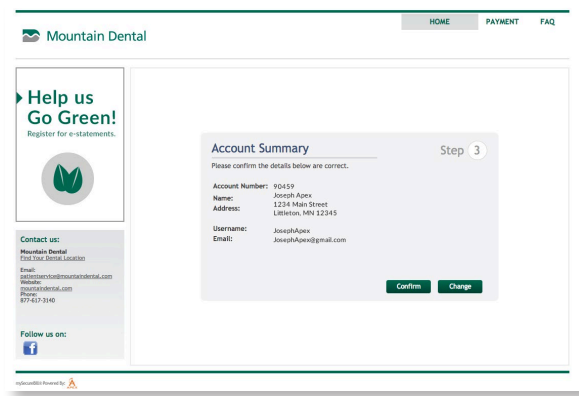 HOME PAYMENT FAQ
Mountain Dental
Help us
Go Green!
Register for e-statements.
Contact us:
Mountain Dental
Find Your Dental Location
Email:
patientservice@mountaindental.com
Website:
mountaindental.com
Phone:
877-617-3140
Follow us on:
f
Account Summary
Step 3
Please confirm the details below are correct.
Account Number: 90459
Name: Joseph Apex
Address: 1234 Main Street
Littleton, MN 12345
Username: JosephApex
Email: JosephApex@gmail.com
Confirm Change
mySecureBill® Powered By: